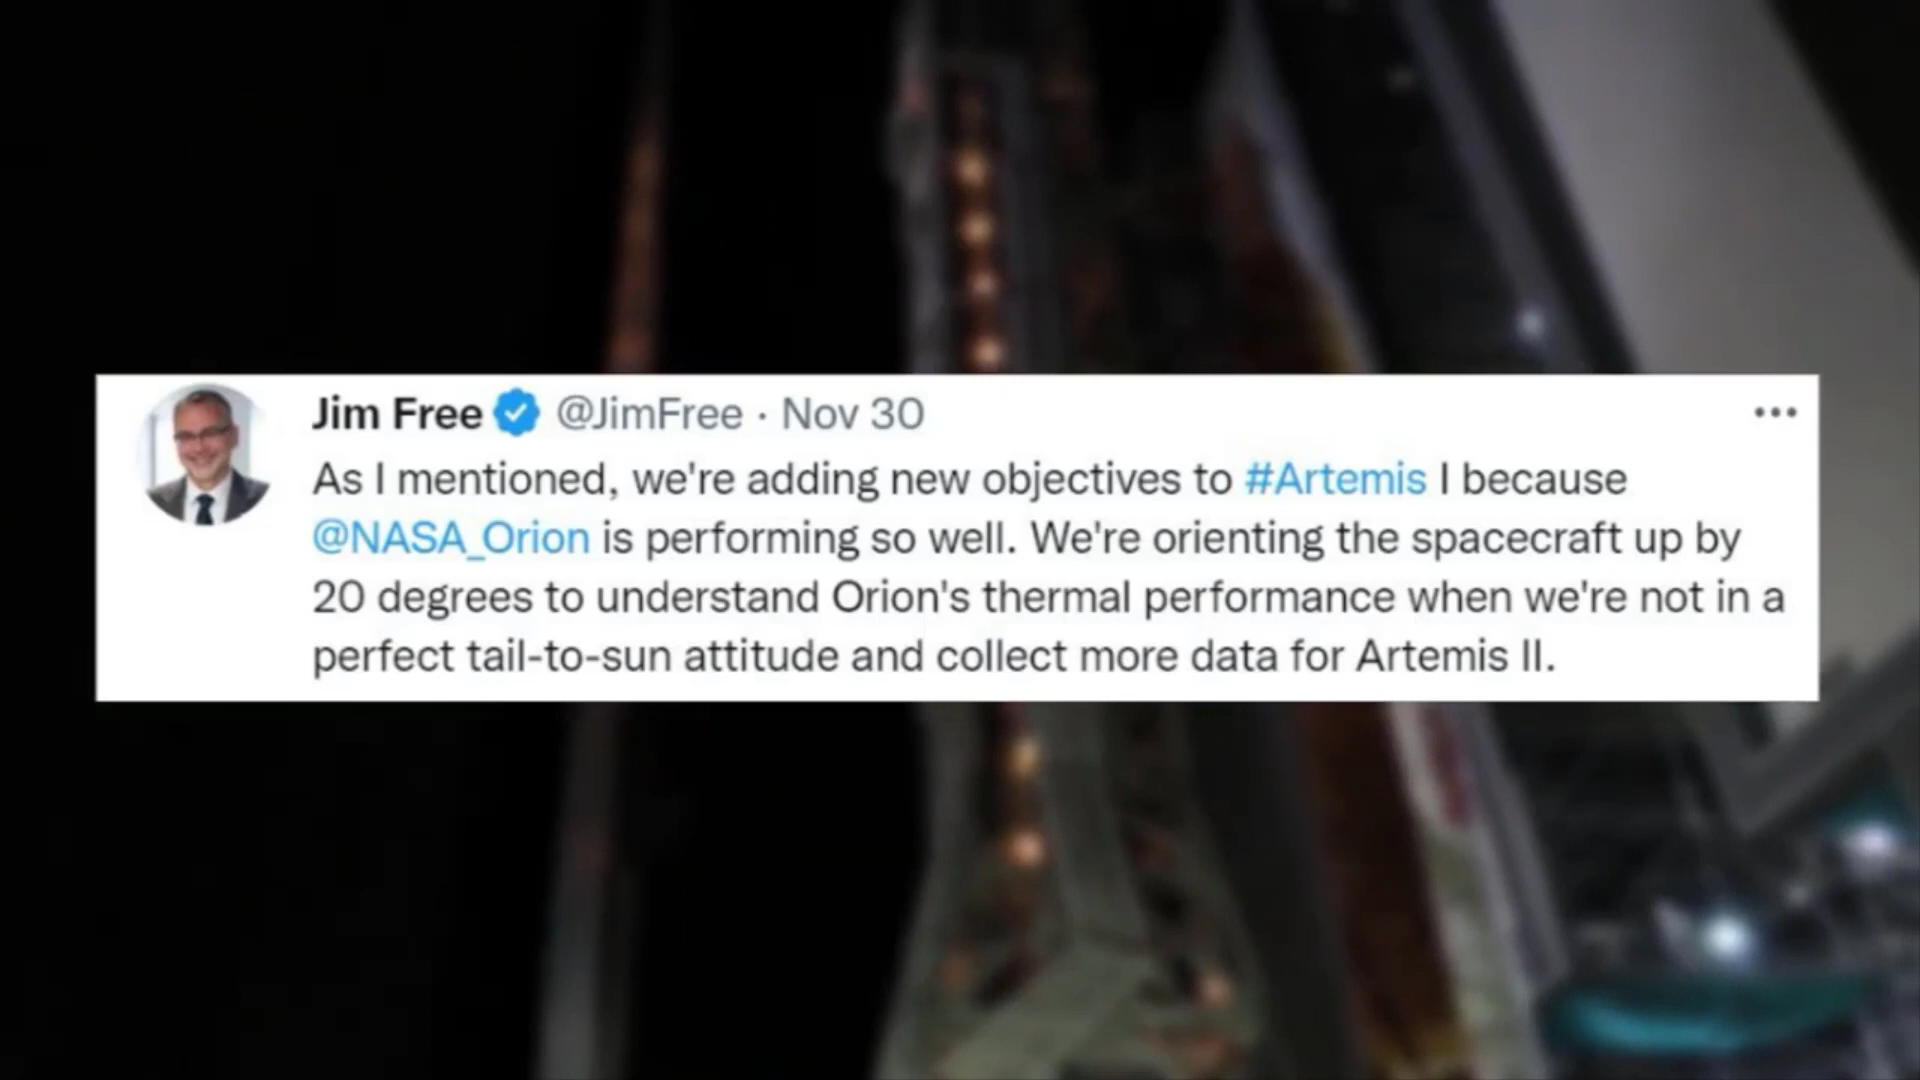 Jim Free @JimFree · Nov 30
As I mentioned, we're adding new objectives to #Artemis I because
@NASA_Orion is performing so well. We're orienting the spacecraft up by
20 degrees to understand Orion's thermal performance when we're not in a
perfect tail-to-sun attitude and collect more data for Artemis II.